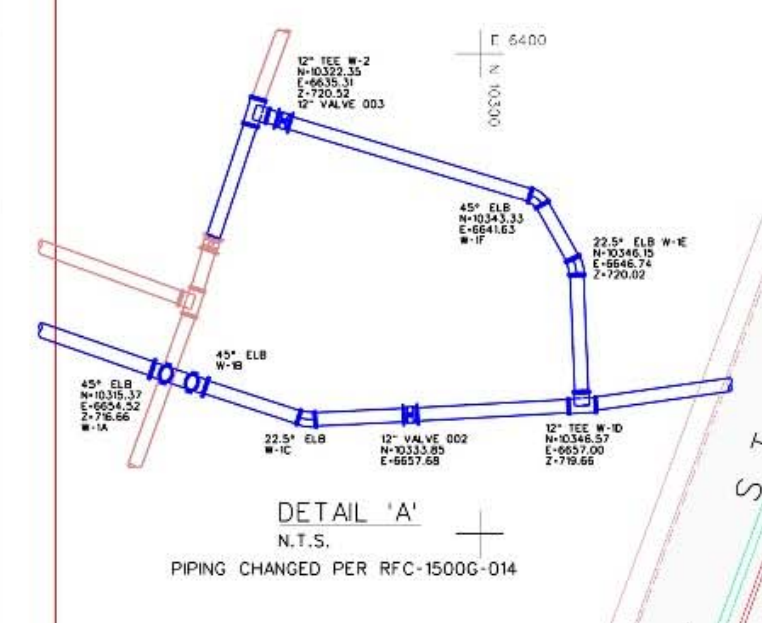 12" TEE W-2
N=10322.35
E=6635.31
Z=720.52
12" VALVE 003
E 6400
N 10300
45° ELB
N=10343.33
E=6641.63
W-1F
22.5° ELB W-1E
N=10346.15
E=6646.74
Z=720.02
45° ELB
W-1B
45° ELB
N=10315.37
E=6654.52
Z=716.66
W-1A
22.5° ELB
W-1C
12" VALVE 002
N=10333.85
E=6657.68
12" TEE W-1D
N=10346.57
E=6657.00
Z=719.66
S T
DETAIL 'A'
N.T.S.
PIPING CHANGED PER RFC-1500G-014